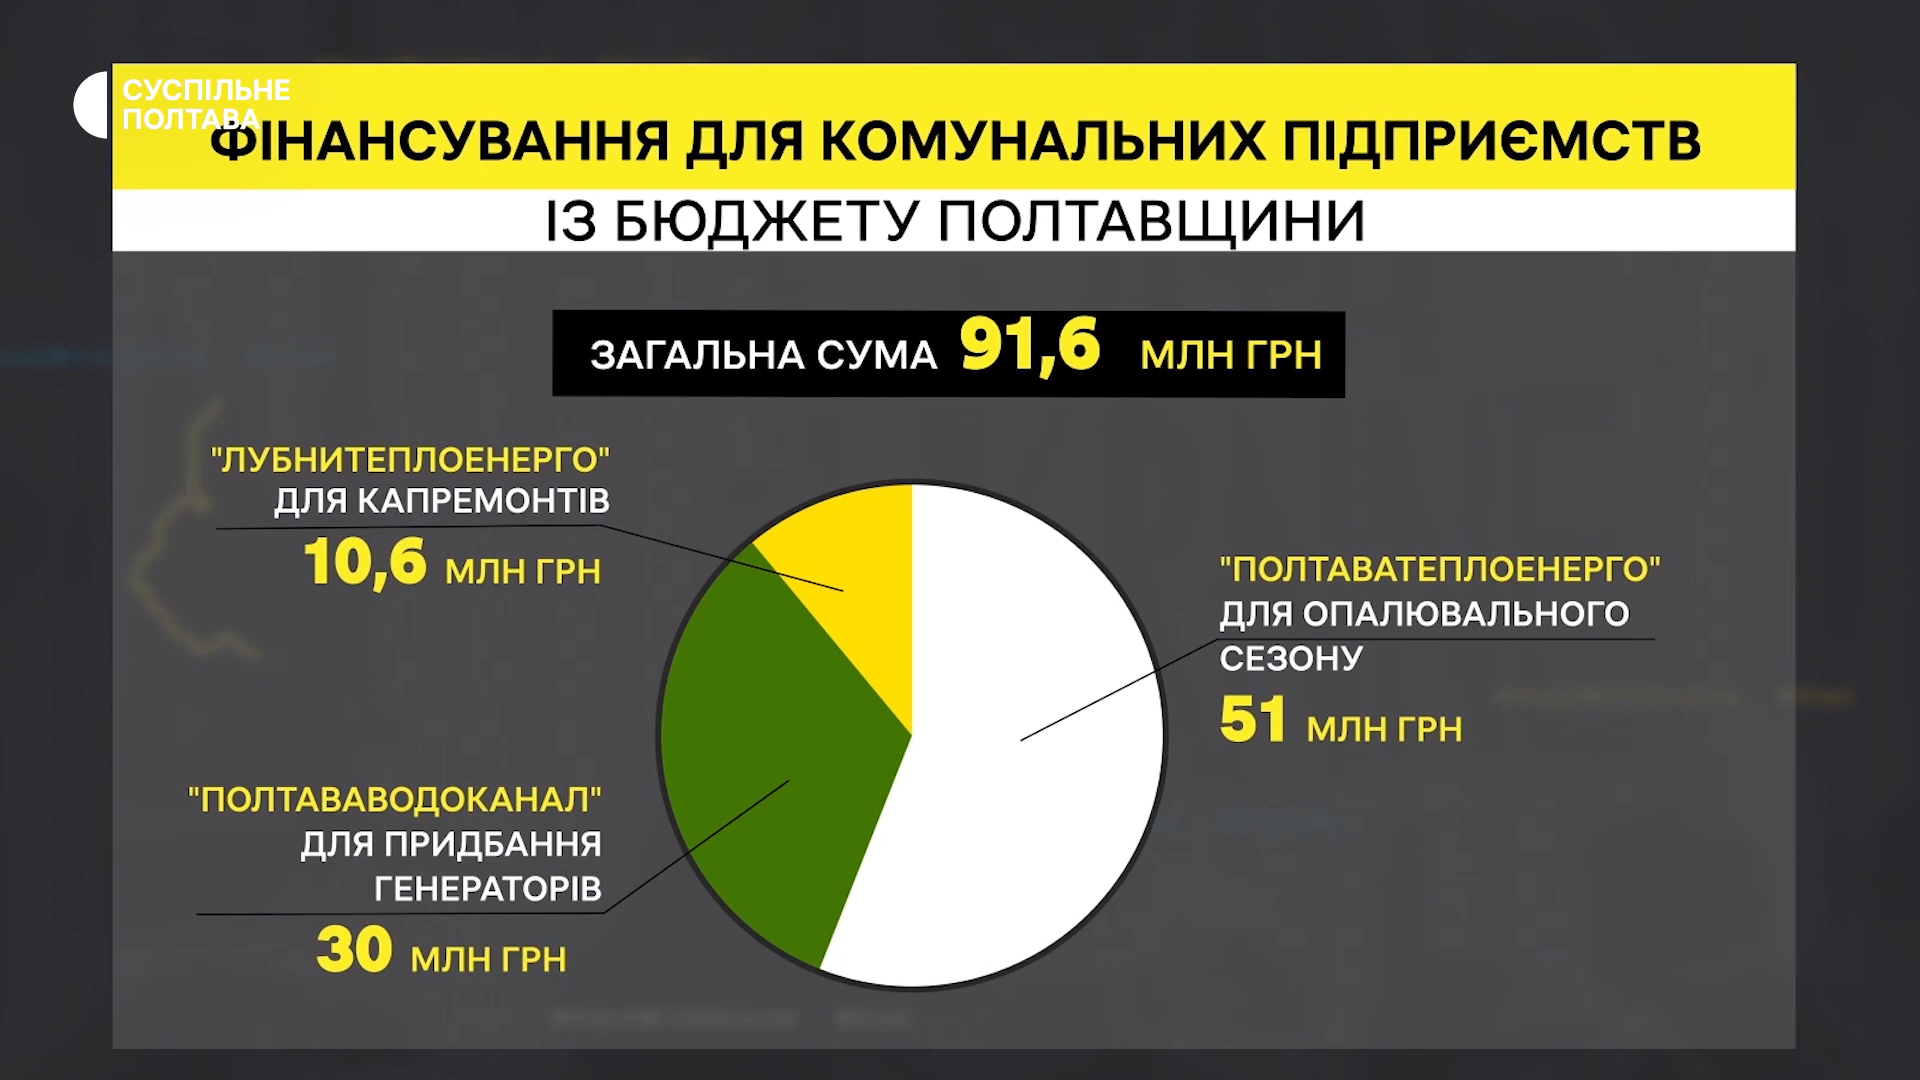 СУСПІЛЬНЕ
ПОЛТАВА
ФІНАНСУВАННЯ ДЛЯ КОМУНАЛЬНИХ ПІДПРИЄМСТВ
ІЗ БЮДЖЕТУ ПОЛТАВЩИНИ
ЗАГАЛЬНА СУМА 91,6 МЛН ГРН
"ЛУБНИТЕПЛОЕНЕРГО"
ДЛЯ КАПРЕМОНТІВ
10,6 МЛН ГРН
"ПОЛТАВАТЕПЛОЕНЕРГО"
ДЛЯ ОПАЛЮВАЛЬНОГО
СЕЗОНУ
51 МЛН ГРН
"ПОЛТАВАВОДОКАНАЛ"
ДЛЯ ПРИДБАННЯ
ГЕНЕРАТОРІВ
30 МЛН ГРН